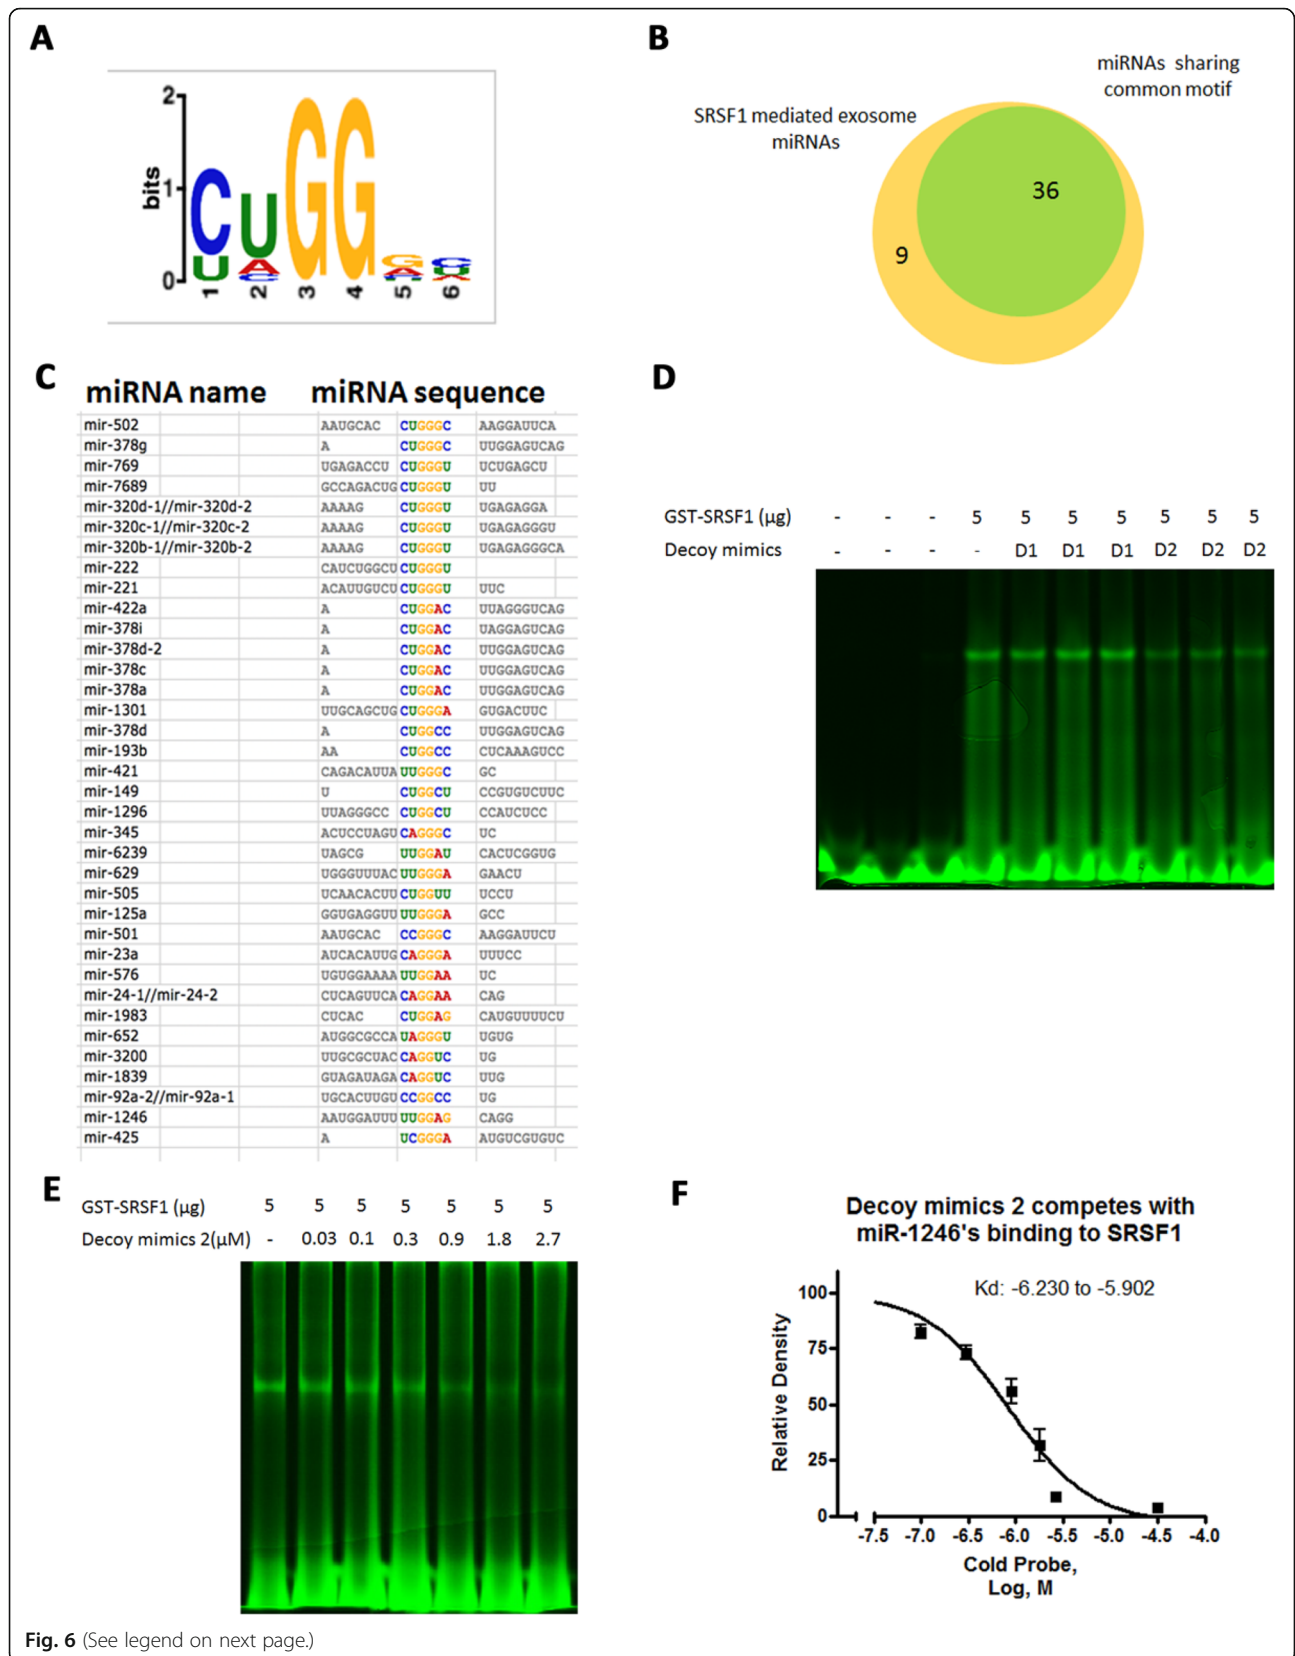 A
bits
2
1
0
C U
U A C
G
G
G A
C U A
1 2 3 4 5 6
B
SRSF1 mediated exosome
miRNAs
miRNAs sharing
common motif
36
9
C
miRNA name miRNA sequence
mir-502 AAUGCAC CUGGGC AAGGAUUCA
mir-378g A CUGGGC UUGGAGUCAG
mir-769 UGAGACCU CUGGGU UCUGAGCU
mir-7689 GCCAGACUG CUGGGU UU
mir-320d-1//mir-320d-2 AAAAG CUGGGU UGAGAGGA
mir-320c-1//mir-320c-2 AAAAG CUGGGU UGAGAGGGU
mir-320b-1//mir-320b-2 AAAAG CUGGGU UGAGAGGGCA
mir-222 CAUCUGGCU CUGGGU
mir-221 ACAUUGUCU CUGGGU UUC
mir-422a A CUGGAC UUAGGGUCAG
mir-378i A CUGGAC UAGGAGUCAG
mir-378d-2 A CUGGAC UUGGAGUCAG
mir-378c A CUGGAC UUGGAGUCAG
mir-378a A CUGGAC UUGGAGUCAG
mir-1301 UUGCAGCUG CUGGGA GUGACUUC
mir-378d A CUGGCC UUGGAGUCAG
mir-193b AA CUGGCC CUCAAAGUCC
mir-421 CAGACAUUA UUGGGC GC
mir-149 U CUGGCU CCGUGUCUUC
mir-1296 UUAGGGCC CUGGCU CCAUCUCC
mir-345 ACUCCUAGU CAGGGC UC
mir-6239 UAGCG UUGGAU CACUCGGUG
mir-629 UGGGUUUAC UUGGGA GAACU
mir-505 UCAACACUU CUGGUU UCCU
mir-125a GGUGAGGUU UUGGGA GCC
mir-501 AAUGCAC CCGGGC AAGGAUUCU
mir-23a AUCACAUUG CAGGGA UUUCC
mir-576 UGUGGAAAA UUGGAA UC
mir-24-1//mir-24-2 CUCAGUUCA CAGGAA CAG
mir-1983 CUCAC CUGGAG CAUGUUUUCU
mir-652 AUGGCGCCA UAGGGU UGUG
mir-3200 UUGCGCUAC CAGGUC UG
mir-1839 GUAGAUAGA CAGGUC UUG
mir-92a-2//mir-92a-1 UGCACUUGU CCGGCC UG
mir-1246 AAUGGAUUU UUGGAG CAGG
mir-425 A UCGGGA AUGUCGUGUC
D
GST-SRSF1 (μg) - - - 5 5 5 5 5 5 5
Decoy mimics - - - - D1 D1 D1 D2 D2 D2
E
GST-SRSF1 (μg) 5 5 5 5 5 5 5
Decoy mimics 2(μM) - 0.03 0.1 0.3 0.9 1.8 2.7
F
Decoy mimics 2 competes with
miR-1246's binding to SRSF1
Kd: -6.230 to -5.902
Relative Density
100
75
50
25
0
-7.5 -7.0 -6.5 -6.0 -5.5 -5.0 -4.5 -4.0
Cold Probe,
Log, M
Fig. 6 (See legend on next page.)